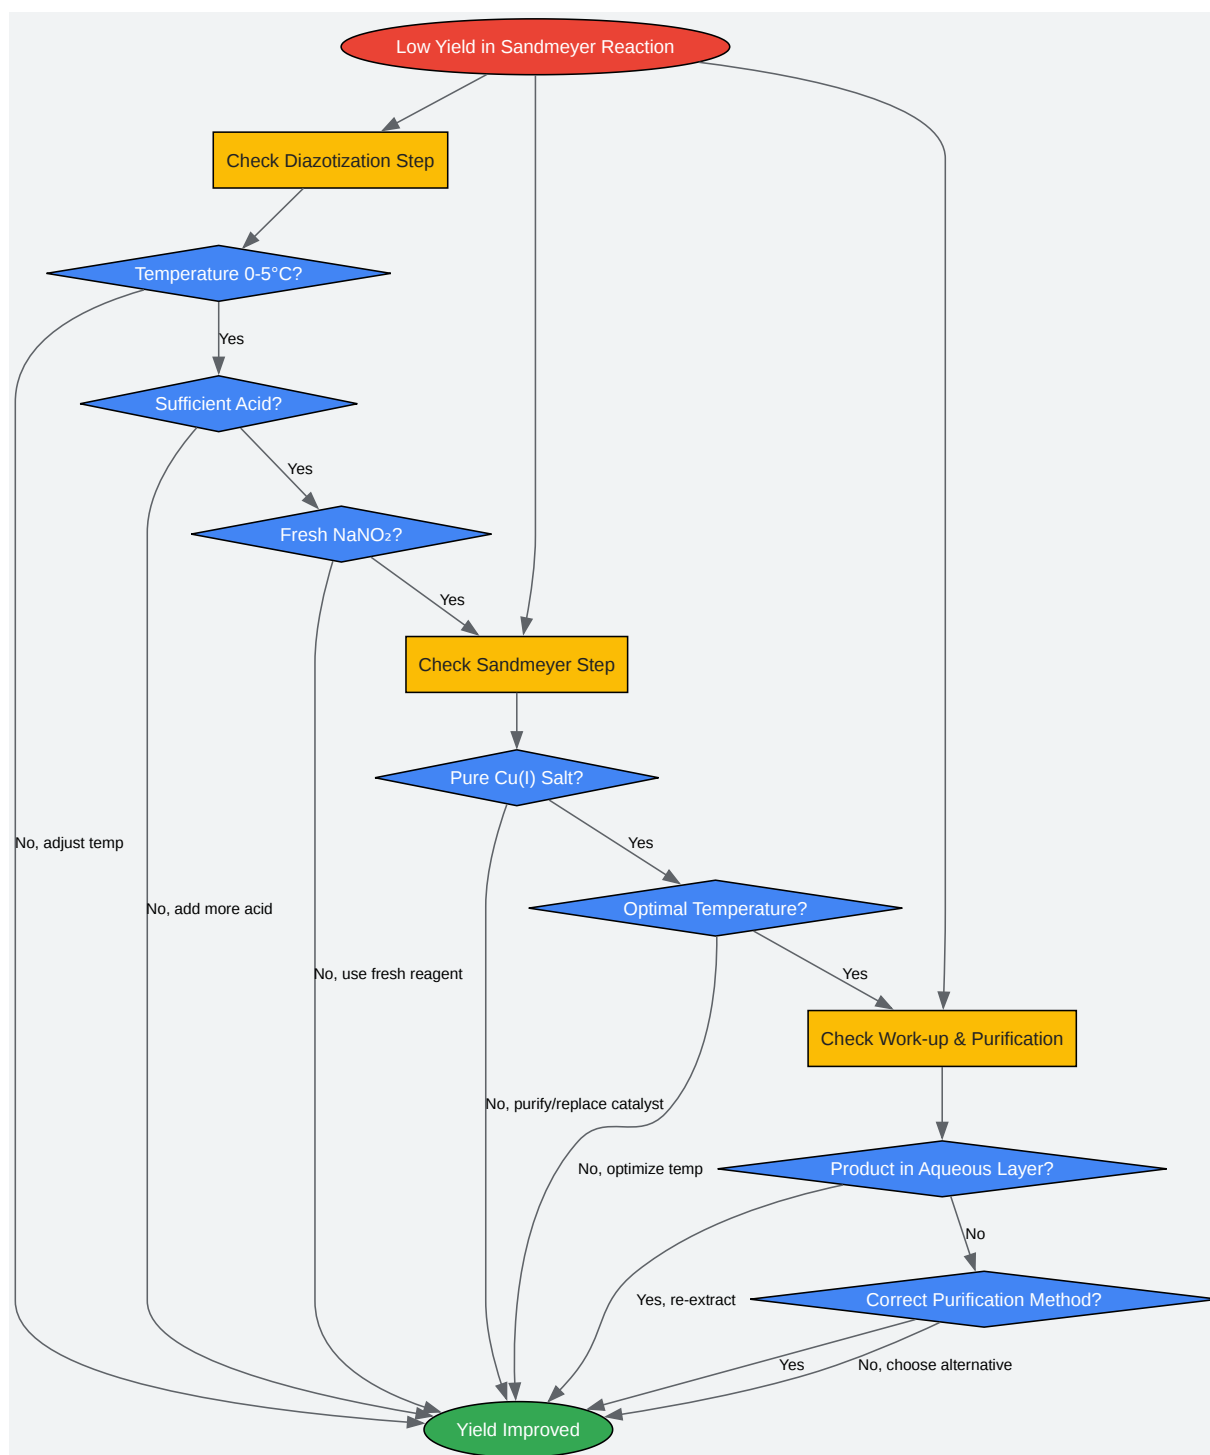 Low Yield in Sandmeyer Reaction
Check Diazotization Step
Temperature 0-5°C?
Yes
Sufficient Acid?
Yes
Fresh NaNO₂?
Yes
Check Sandmeyer Step
Pure Cu(I) Salt?
No, adjust temp
Yes
No, add more acid
Optimal Temperature?
No, use fresh reagent
Yes
Check Work-up & Purification
No, purify/replace catalyst
No, optimize temp
Product in Aqueous Layer?
No
Yes, re-extract
Correct Purification Method?
Yes
No, choose alternative
Yield Improved